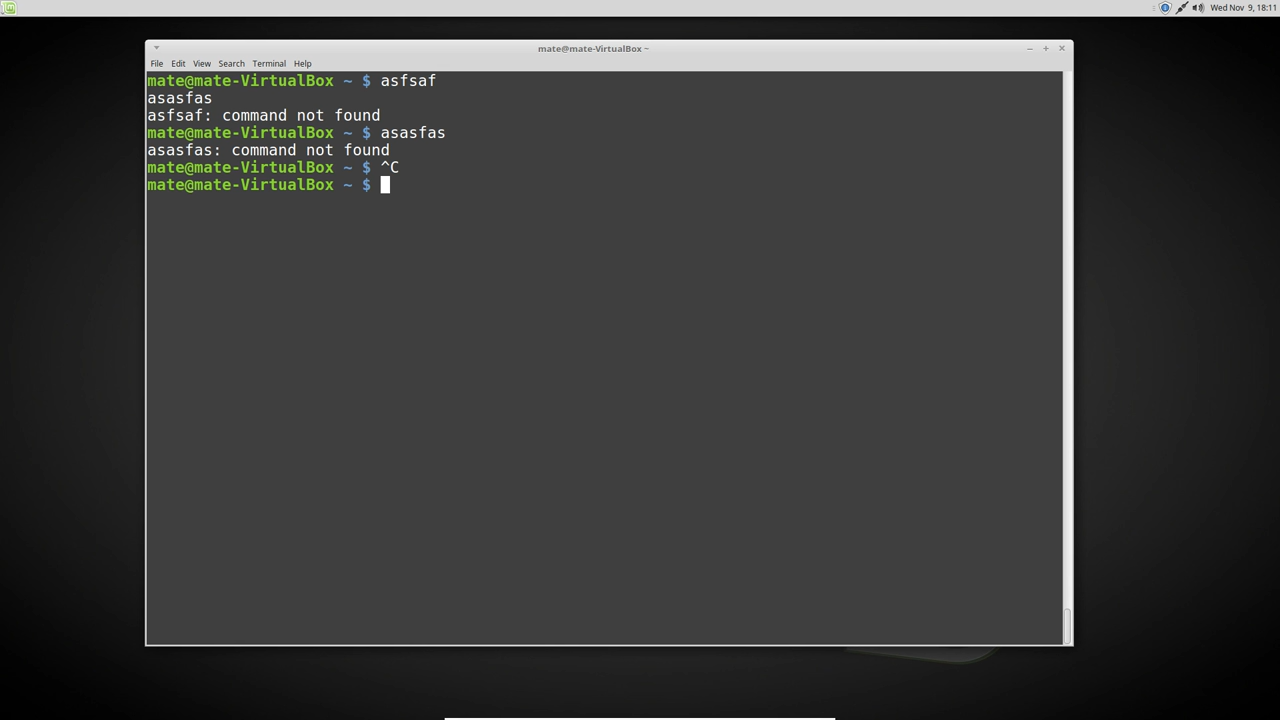 Wed Nov 9, 18:11
mate@mate-VirtualBox ~
File Edit View Search Terminal Help
mate@mate-VirtualBox ~ $ asfsaf
asasfas
asfsaf: command not found
mate@mate-VirtualBox ~ $ asasfas
asasfas: command not found
mate@mate-VirtualBox ~ $ ^C
mate@mate-VirtualBox ~ $